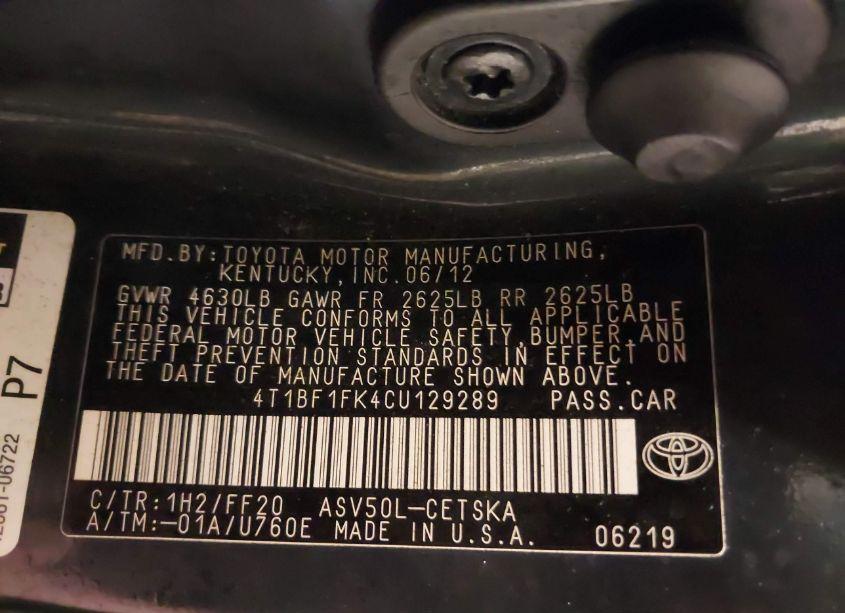 MFD.BY:TOYOTA MOTOR MANUFACTURING,
KENTUCKY,INC.06/12
GVWR 4630LB GAWR FR 2625LB RR 2625LB
THIS VEHICLE CONFORMS TO ALL APPLICABLE
FEDERAL MOTOR VEHICLE SAFETY,BUMPER,AND
THEFT PREVENTION STANDARDS IN EFFECT ON
THE DATE OF MANUFACTURE SHOWN ABOVE.
4T1BF1FK4CU129289 PASS.CAR
C/TR:1H2/FF20 ASV50L-CETSKA
A/TM:-01A/U760E MADE IN U.S.A. 06219
P7